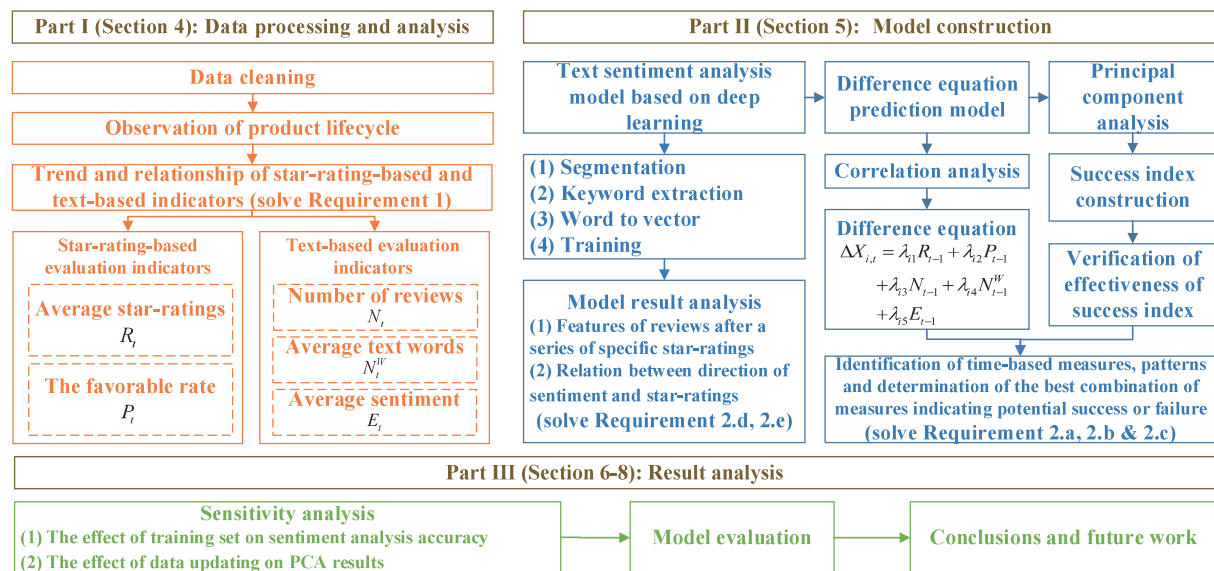 Part I (Section 4): Data processing and analysis
Data cleaning
Observation of product lifecycle
Trend and relationship of star-rating-based and
text-based indicators (solve Requirement 1)
Star-rating-based
evaluation indicators
Average star-ratings
R_t
The favorable rate
P_t
Text-based evaluation
indicators
Number of reviews
N_t
Average text words
N_t^W
Average sentiment
E_t
Part II (Section 5): Model construction
Text sentiment analysis
model based on deep
learning
(1) Segmentation
(2) Keyword extraction
(3) Word to vector
(4) Training
Model result analysis
(1) Features of reviews after a
series of specific star-ratings
(2) Relation between direction of
sentiment and star-ratings
(solve Requirement 2.d, 2.e)
Difference equation
prediction model
Correlation analysis
Difference equation
ΔX_{i,t} = λ_{i1}R_{t-1} + λ_{i2}P_{t-1}
+λ_{i3}N_{t-1} + λ_{i4}N_{t-1}^W
+λ_{i5}E_{t-1}
Principal
component
analysis
Success index
construction
Verification of
effectiveness of
success index
Identification of time-based measures, patterns
and determination of the best combination of
measures indicating potential success or failure
(solve Requirement 2.a, 2.b & 2.c)
Part III (Section 6-8): Result analysis
Sensitivity analysis
(1) The effect of training set on sentiment analysis accuracy
(2) The effect of data updating on PCA results
Model evaluation
Conclusions and future work